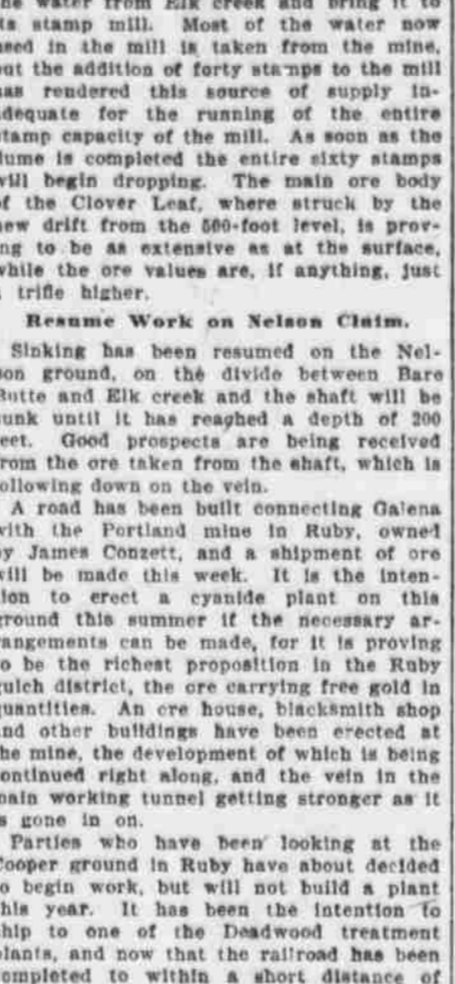 the water from Elk creek and bring it to
ts stamp mill. Most of the water now
sed in the mill is taken from the mine,
ut the addition of forty stamps to the mill
as rendered this source of supply in-
dequate for the running of the entire
tamp capacity of the mill. As soon as the
lume is completed the entire sixty stamps
will begin dropping. The main ore body
of the Clover Leaf, where struck by the
new drift from the 500-foot level, is prov-
ng to be as extensive as at the surface,
while the ore values are, if anything, just
trifle higher.
Resume Work on Nelson Claim.
Sinking has been resumed on the Nel-
son ground, on the divide between Bare
Butte and Elk creek and the shaft will be
sunk until it has reached a depth of 200
eet. Good prospects are being received
from the ore taken from the shaft, which is
ollowing down on the vein.
A road has been built connecting Galena
with the Portland mine in Ruby, owned
by James Conzett, and a shipment of ore
will be made this week. It is the inten-
ion to erect a cyanide plant on this
ground this summer if the necessary ar-
rangements can be made, for it is proving
to be the richest proposition in the Ruby
gulch district, the ore carrying free gold in
quantities. An ore house, blacksmith shop
and other buildings have been erected at
the mine, the development of which is being
continued right along, and the vein in the
main working tunnel getting stronger as it
is gone in on.
Parties who have been looking at the
Cooper ground in Ruby have about decided
to begin work, but will not build a plant
this year. It has been the intention to
ship to one of the Deadwood treatment
plants, and now that the railroad has been
completed to within a short distance of